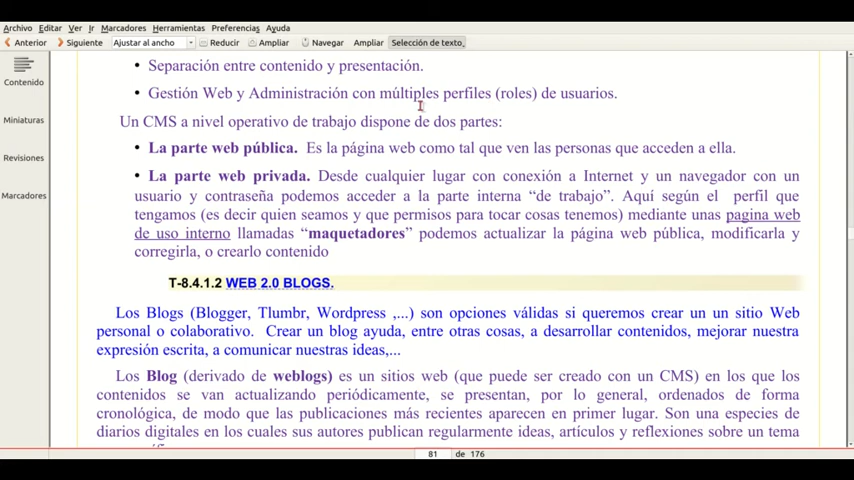 Archivo Editar Ver Ir Marcadores Herramientas Preferencias Ayuda
Anterior Siguiente Ajustar al ancho Reducir Ampliar Navegar Ampliar Selección de texto
Contenido
Miniaturas
Revisiones
Marcadores
• Separación entre contenido y presentación.
• Gestión Web y Administración con múltiples perfiles (roles) de usuarios.
Un CMS a nivel operativo de trabajo dispone de dos partes:
• La parte web pública. Es la página web como tal que ven las personas que acceden a ella.
• La parte web privada. Desde cualquier lugar con conexión a Internet y un navegador con un
usuario y contraseña podemos acceder a la parte interna “de trabajo”. Aquí según el perfil que
tengamos (es decir quien seamos y que permisos para tocar cosas tenemos) mediante unas pagina web
de uso interno llamadas “maquetadores” podemos actualizar la página web pública, modificarla y
corregirla, o crearlo contenido
T-8.4.1.2 WEB 2.0 BLOGS.
Los Blogs (Blogger, Tlumbr, Wordpress ,...) son opciones válidas si queremos crear un un sitio Web
personal o colaborativo. Crear un blog ayuda, entre otras cosas, a desarrollar contenidos, mejorar nuestra
expresión escrita, a comunicar nuestras ideas,...
Los Blog (derivado de weblogs) es un sitios web (que puede ser creado con un CMS) en los que los
contenidos se van actualizando periódicamente, se presentan, por lo general, ordenados de forma
cronológica, de modo que las publicaciones más recientes aparecen en primer lugar. Son una especies de
diarios digitales en los cuales sus autores publican regularmente ideas, artículos y reflexiones sobre un tema
81 de 176